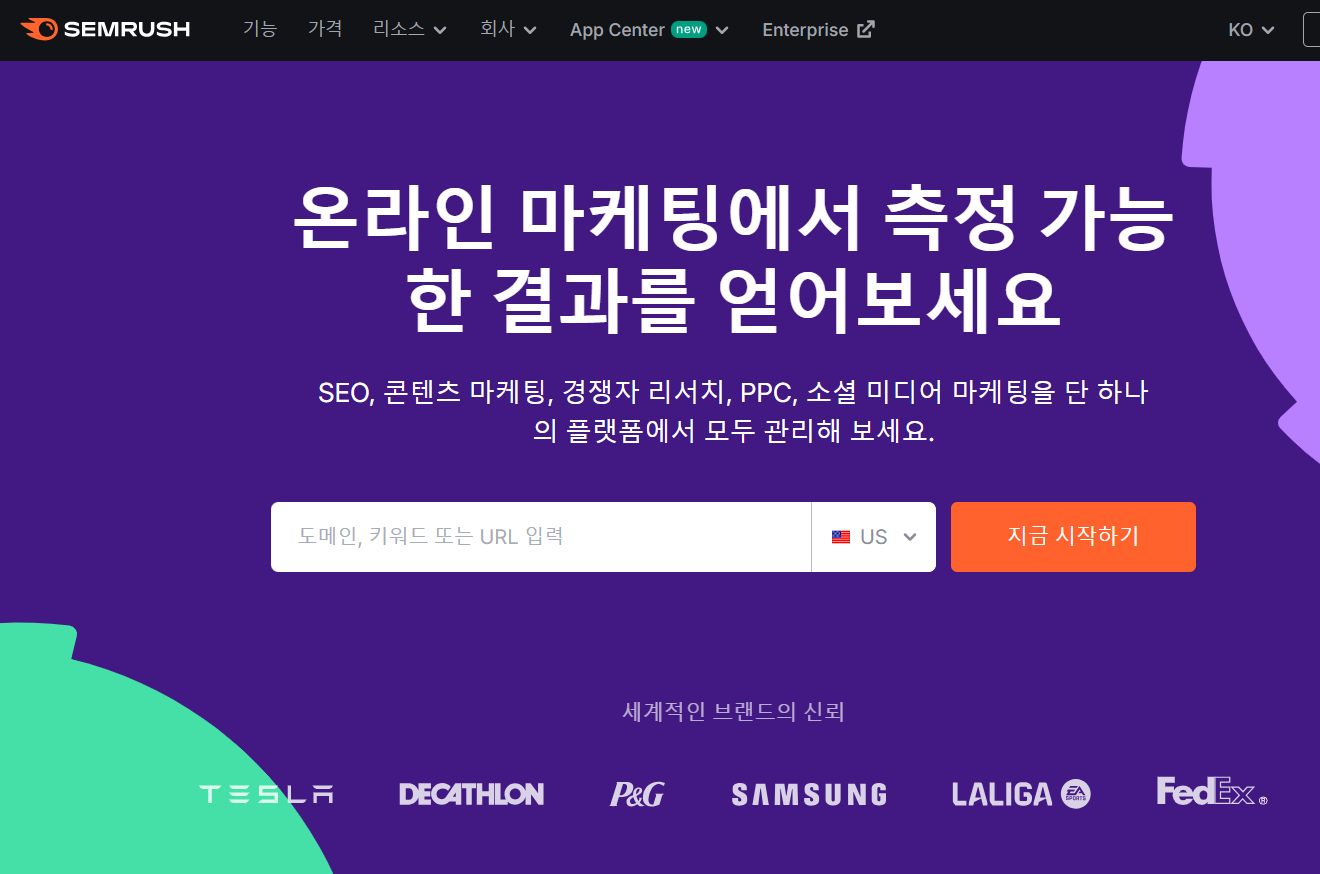 SEMRUSH 기능 가격 리소스 회사 App Center new Enterprise KO
온라인 마케팅에서 측정 가능
한 결과를 얻어보세요
SEO, 콘텐츠 마케팅, 경쟁자 리서치, PPC, 소셜 미디어 마케팅을 단 하나
의 플랫폼에서 모두 관리해 보세요.
도메인, 키워드 또는 URL 입력 US 지금 시작하기
세계적인 브랜드의 신뢰
TESLA DECATHLON P&G SAMSUNG LALIGA EA SPORTS FedEx®